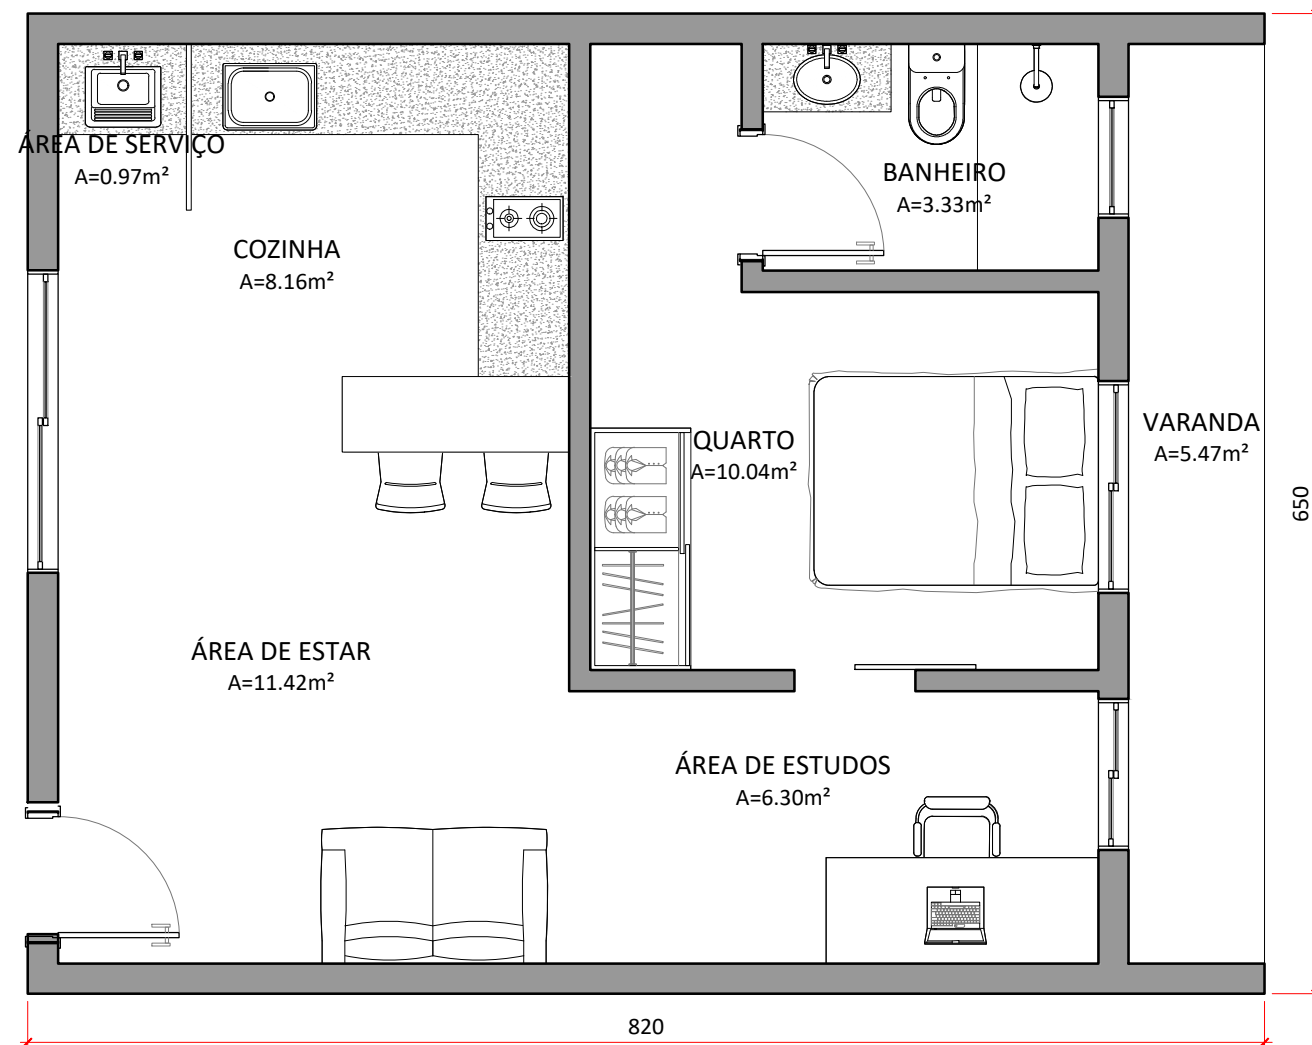 ÁREA DE SERVIÇO
A=0.97m²
COZINHA
A=8.16m²
BANHEIRO
A=3.33m²
QUARTO
A=10.04m²
VARANDA
A=5.47m²
650
ÁREA DE ESTAR
A=11.42m²
ÁREA DE ESTUDOS
A=6.30m²
820